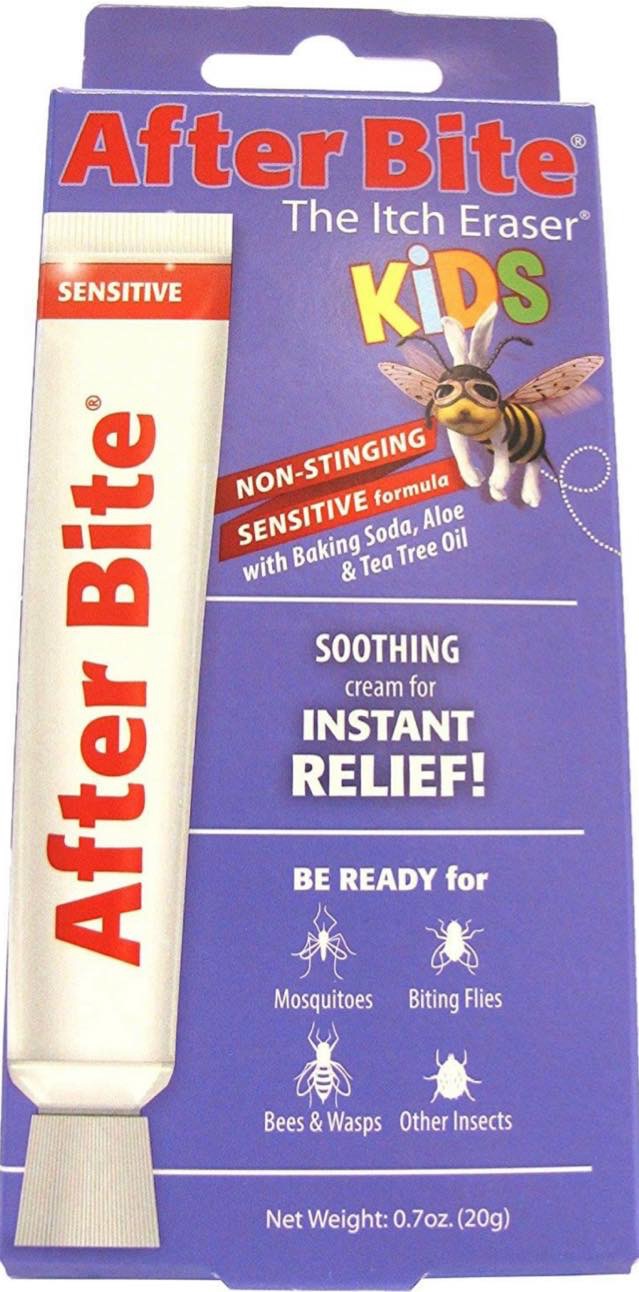 After Bite®
The Itch Eraser®
KiDS
SENSITIVE
After Bite®
NON-STINGING
SENSITIVE formula
with Baking Soda, Aloe
& Tea Tree Oil
SOOTHING
cream for
INSTANT
RELIEF!
BE READY for
Mosquitoes
Biting Flies
Bees & Wasps
Other Insects
Net Weight: 0.7oz. (20g)